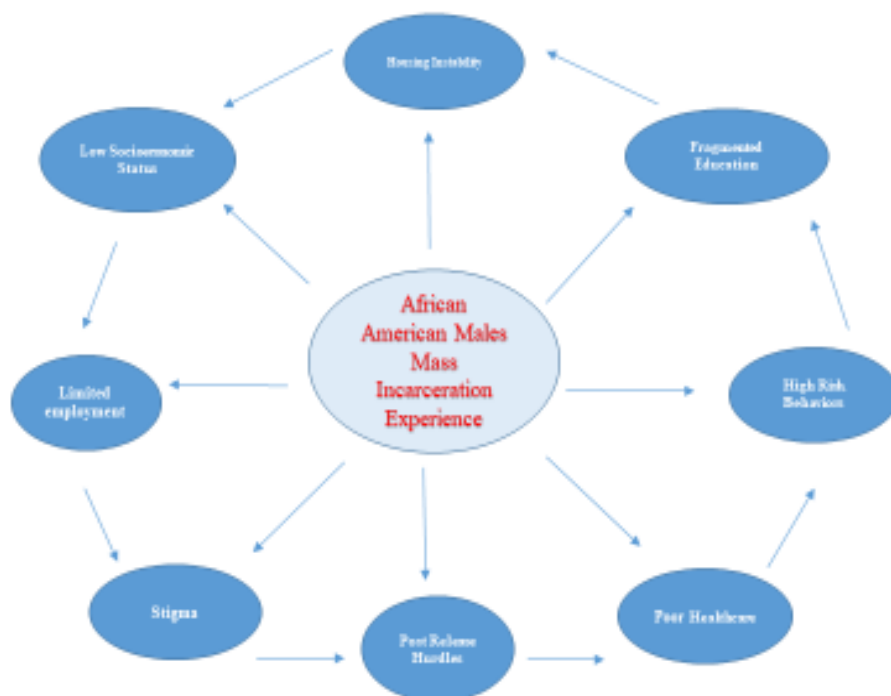 Housing Instability
Low Socioeconomic
Status
Fragmented
Education
African
American Males
Mass
Incarceration
Experience
Limited
employment
High Risk
Behaviors
Stigma
Post Release
Hurdles
Poor Healthcare